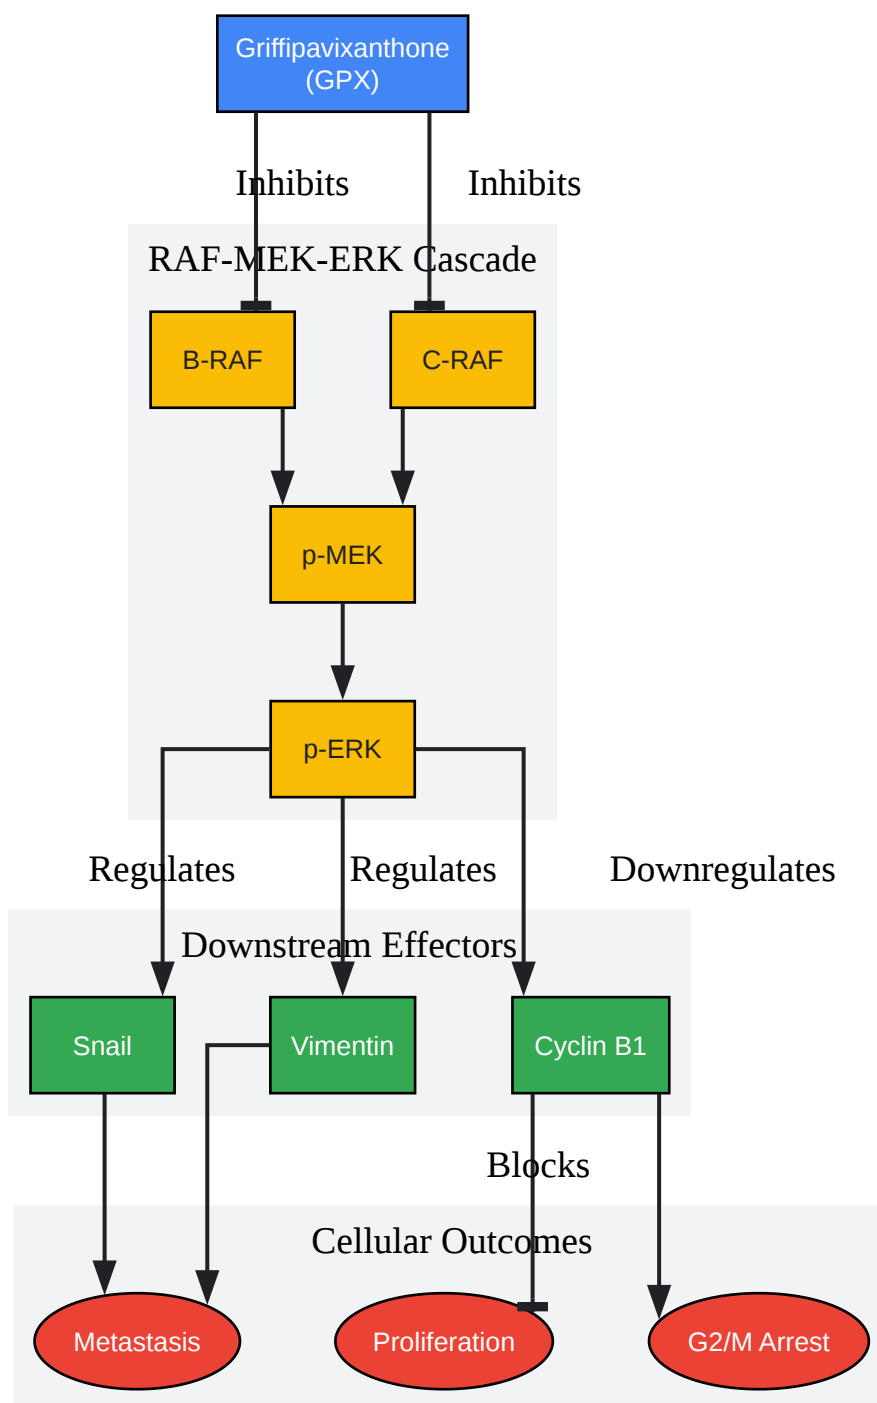 Griffipavixanthone
(GPX)
Inhibits
Inhibits
RAF-MEK-ERK Cascade
B-RAF
C-RAF
p-MEK
p-ERK
Regulates
Regulates
Downregulates
Downstream Effectors
Snail
Vimentin
Cyclin B1
Blocks
Cellular Outcomes
Metastasis
Proliferation
G2/M Arrest